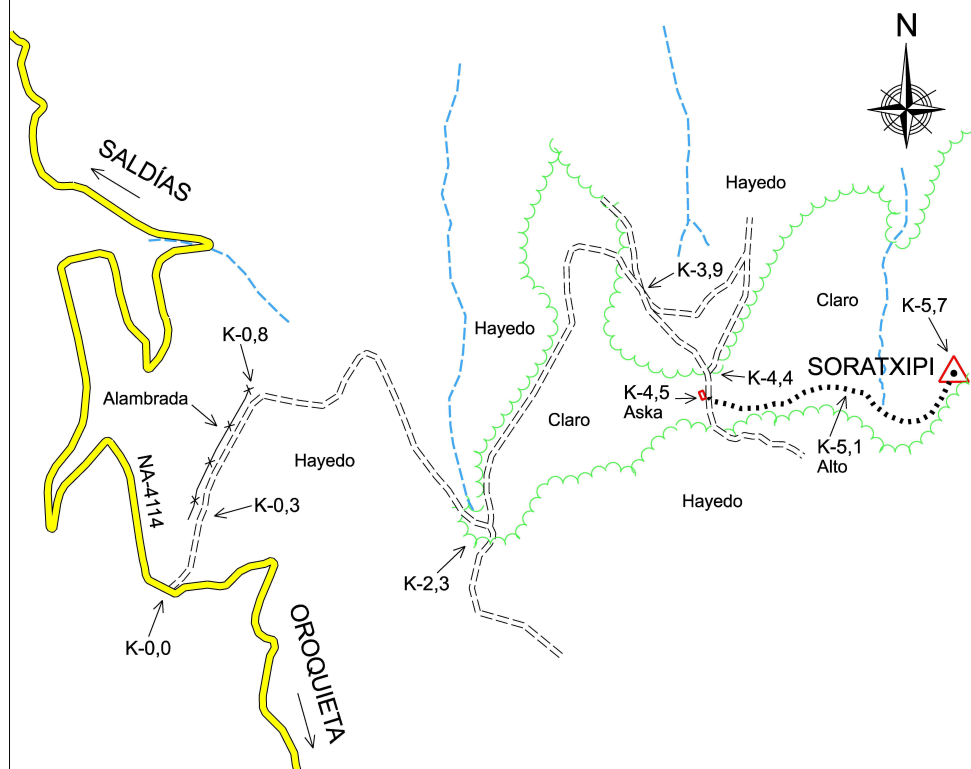 N
SALDÍAS
Hayedo
K-3,9
Claro
K-5,7
K-0,8
Hayedo
SORATXIPI
Alambrada
K-4,4
K-4,5
Aska
Claro
K-5,1
Alto
Hayedo
NA-4114
K-0,3
Hayedo
K-2,3
K-0,0
OROQUIETA